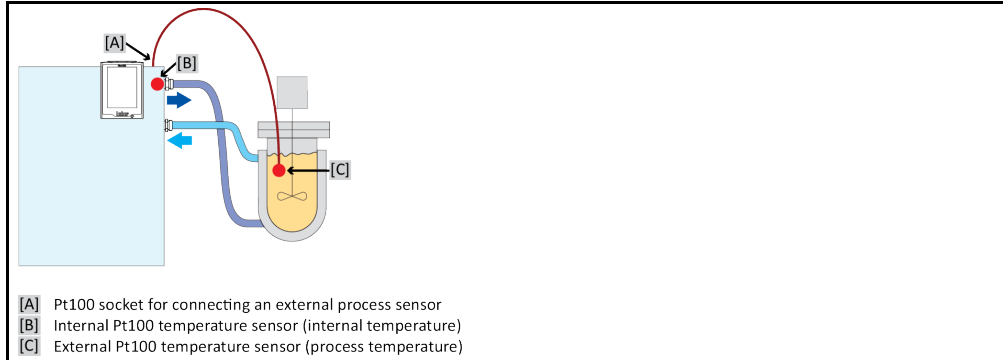 [A]
[B]
huber
[C]
[A] Pt100 socket for connecting an external process sensor
[B] Internal Pt100 temperature sensor (internal temperature)
[C] External Pt100 temperature sensor (process temperature)